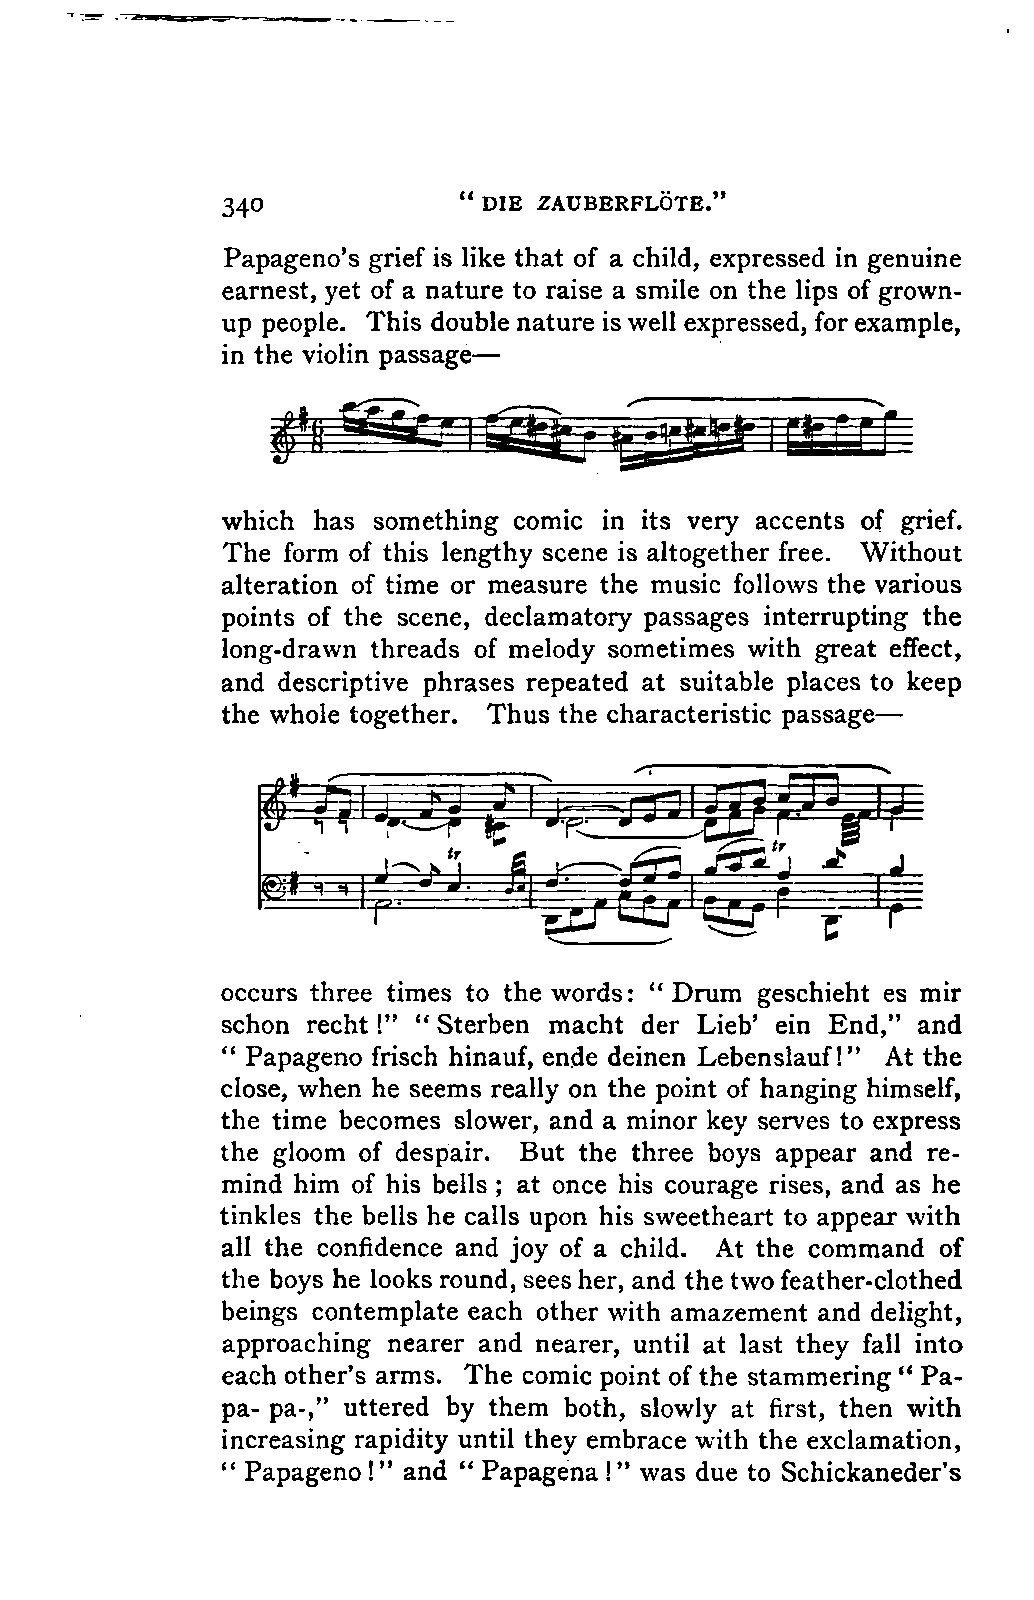 340 " DIE ZAUBERFLÖTE."
Papageno's grief is like that of a child, expressed in genuine
earnest, yet of a nature to raise a smile on the lips of grown-
up people. This double nature is well expressed, for example,
in the violin passage—
which has something comic in its very accents of grief.
The form of this lengthy scene is altogether free. Without
alteration of time or measure the music follows the various
points of the scene, declamatory passages interrupting the
long-drawn threads of melody sometimes with great effect,
and descriptive phrases repeated at suitable places to keep
the whole together. Thus the characteristic passage—
tr tr
occurs three times to the words: " Drum geschieht es mir
schon recht !" " Sterben macht der Lieb' ein End," and
" Papageno frisch hinauf, ende deinen Lebenslauf!" At the
close, when he seems really on the point of hanging himself,
the time becomes slower, and a minor key serves to express
the gloom of despair. But the three boys appear and re-
mind him of his bells ; at once his courage rises, and as he
tinkles the bells he calls upon his sweetheart to appear with
all the confidence and joy of a child. At the command of
the boys he looks round, sees her, and the two feather-clothed
beings contemplate each other with amazement and delight,
approaching nearer and nearer, until at last they fall into
each other's arms. The comic point of the stammering " Pa-
pa- pa-," uttered by them both, slowly at first, then with
increasing rapidity until they embrace with the exclamation,
" Papageno !" and " Papagena !" was due to Schickaneder's